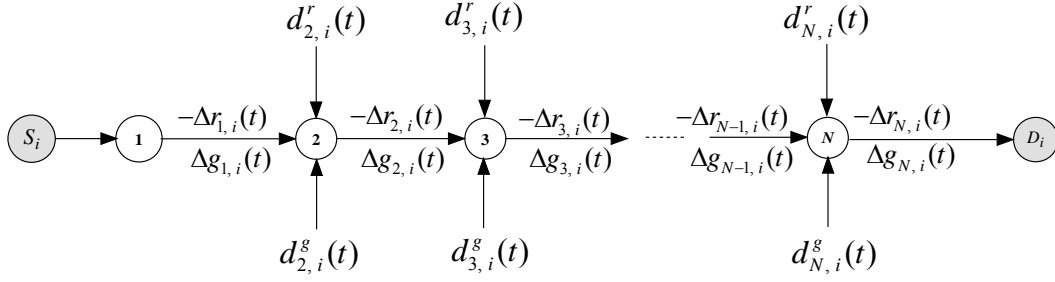 d^r_{2, i}(t) d^r_{3, i}(t) d^r_{N, i}(t)
−Δr_{1, i}(t) −Δr_{2, i}(t) −Δr_{3, i}(t) −Δr_{N−1, i}(t) −Δr_{N, i}(t)
S_i 1 2 3 ...... N D_i
Δg_{1, i}(t) Δg_{2, i}(t) Δg_{3, i}(t) Δg_{N−1, i}(t) Δg_{N, i}(t)
d^g_{2, i}(t) d^g_{3, i}(t) d^g_{N, i}(t)